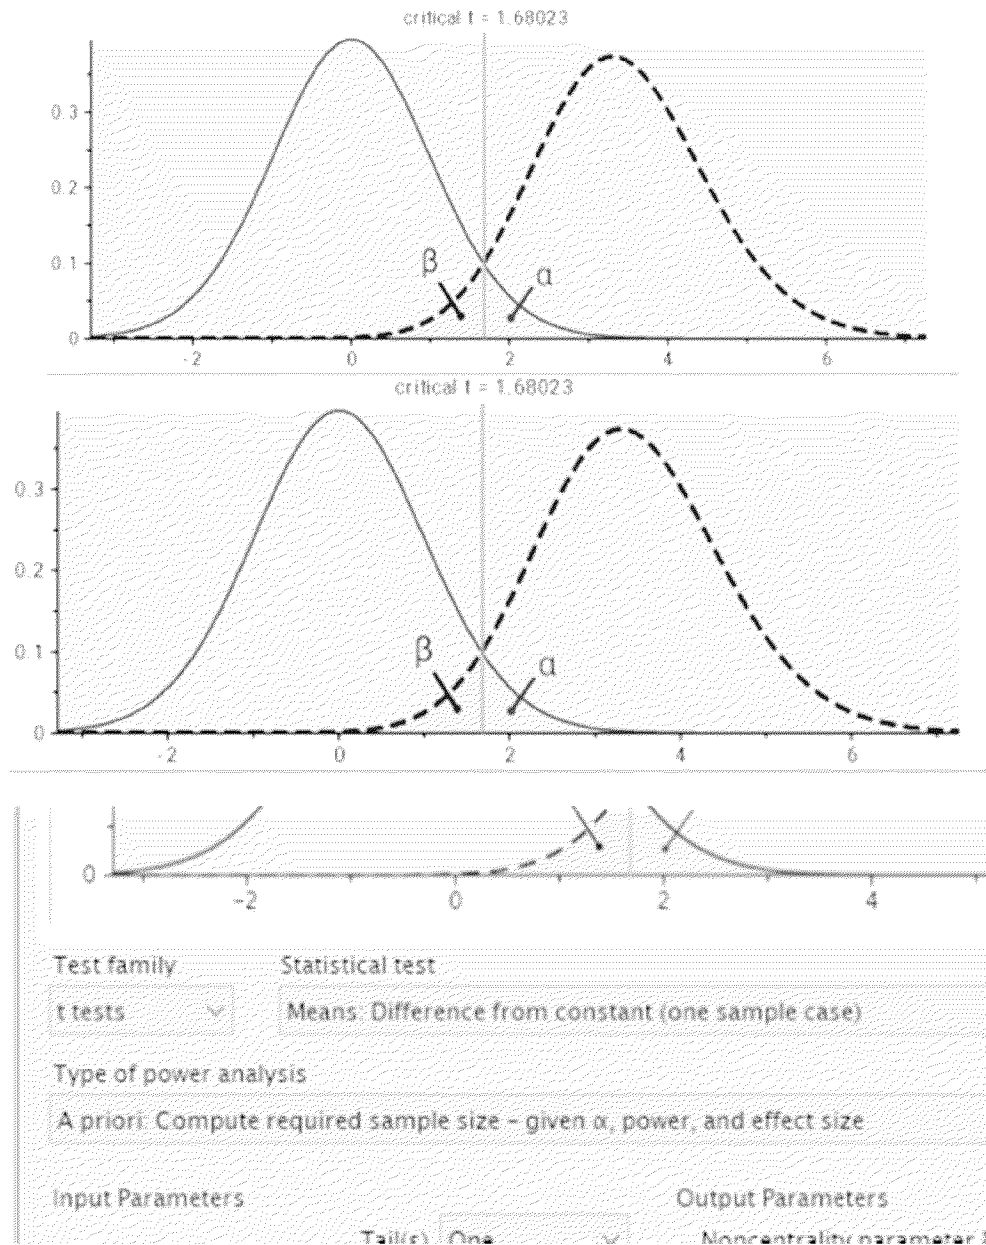 critical t = 1.68023
0.3
0.2
0.1
0
β
α
-2 0 2 4 6
critical t = 1.68023
0.3
0.2
0.1
0
β
α
-2 0 2 4 6
0
-2 0 2 4
Test family Statistical test
t tests Means: Difference from constant (one sample case)
Type of power analysis
A priori: Compute required sample size – given α, power, and effect size
Input Parameters Output Parameters
Tail(s) One Noncentrality parameter